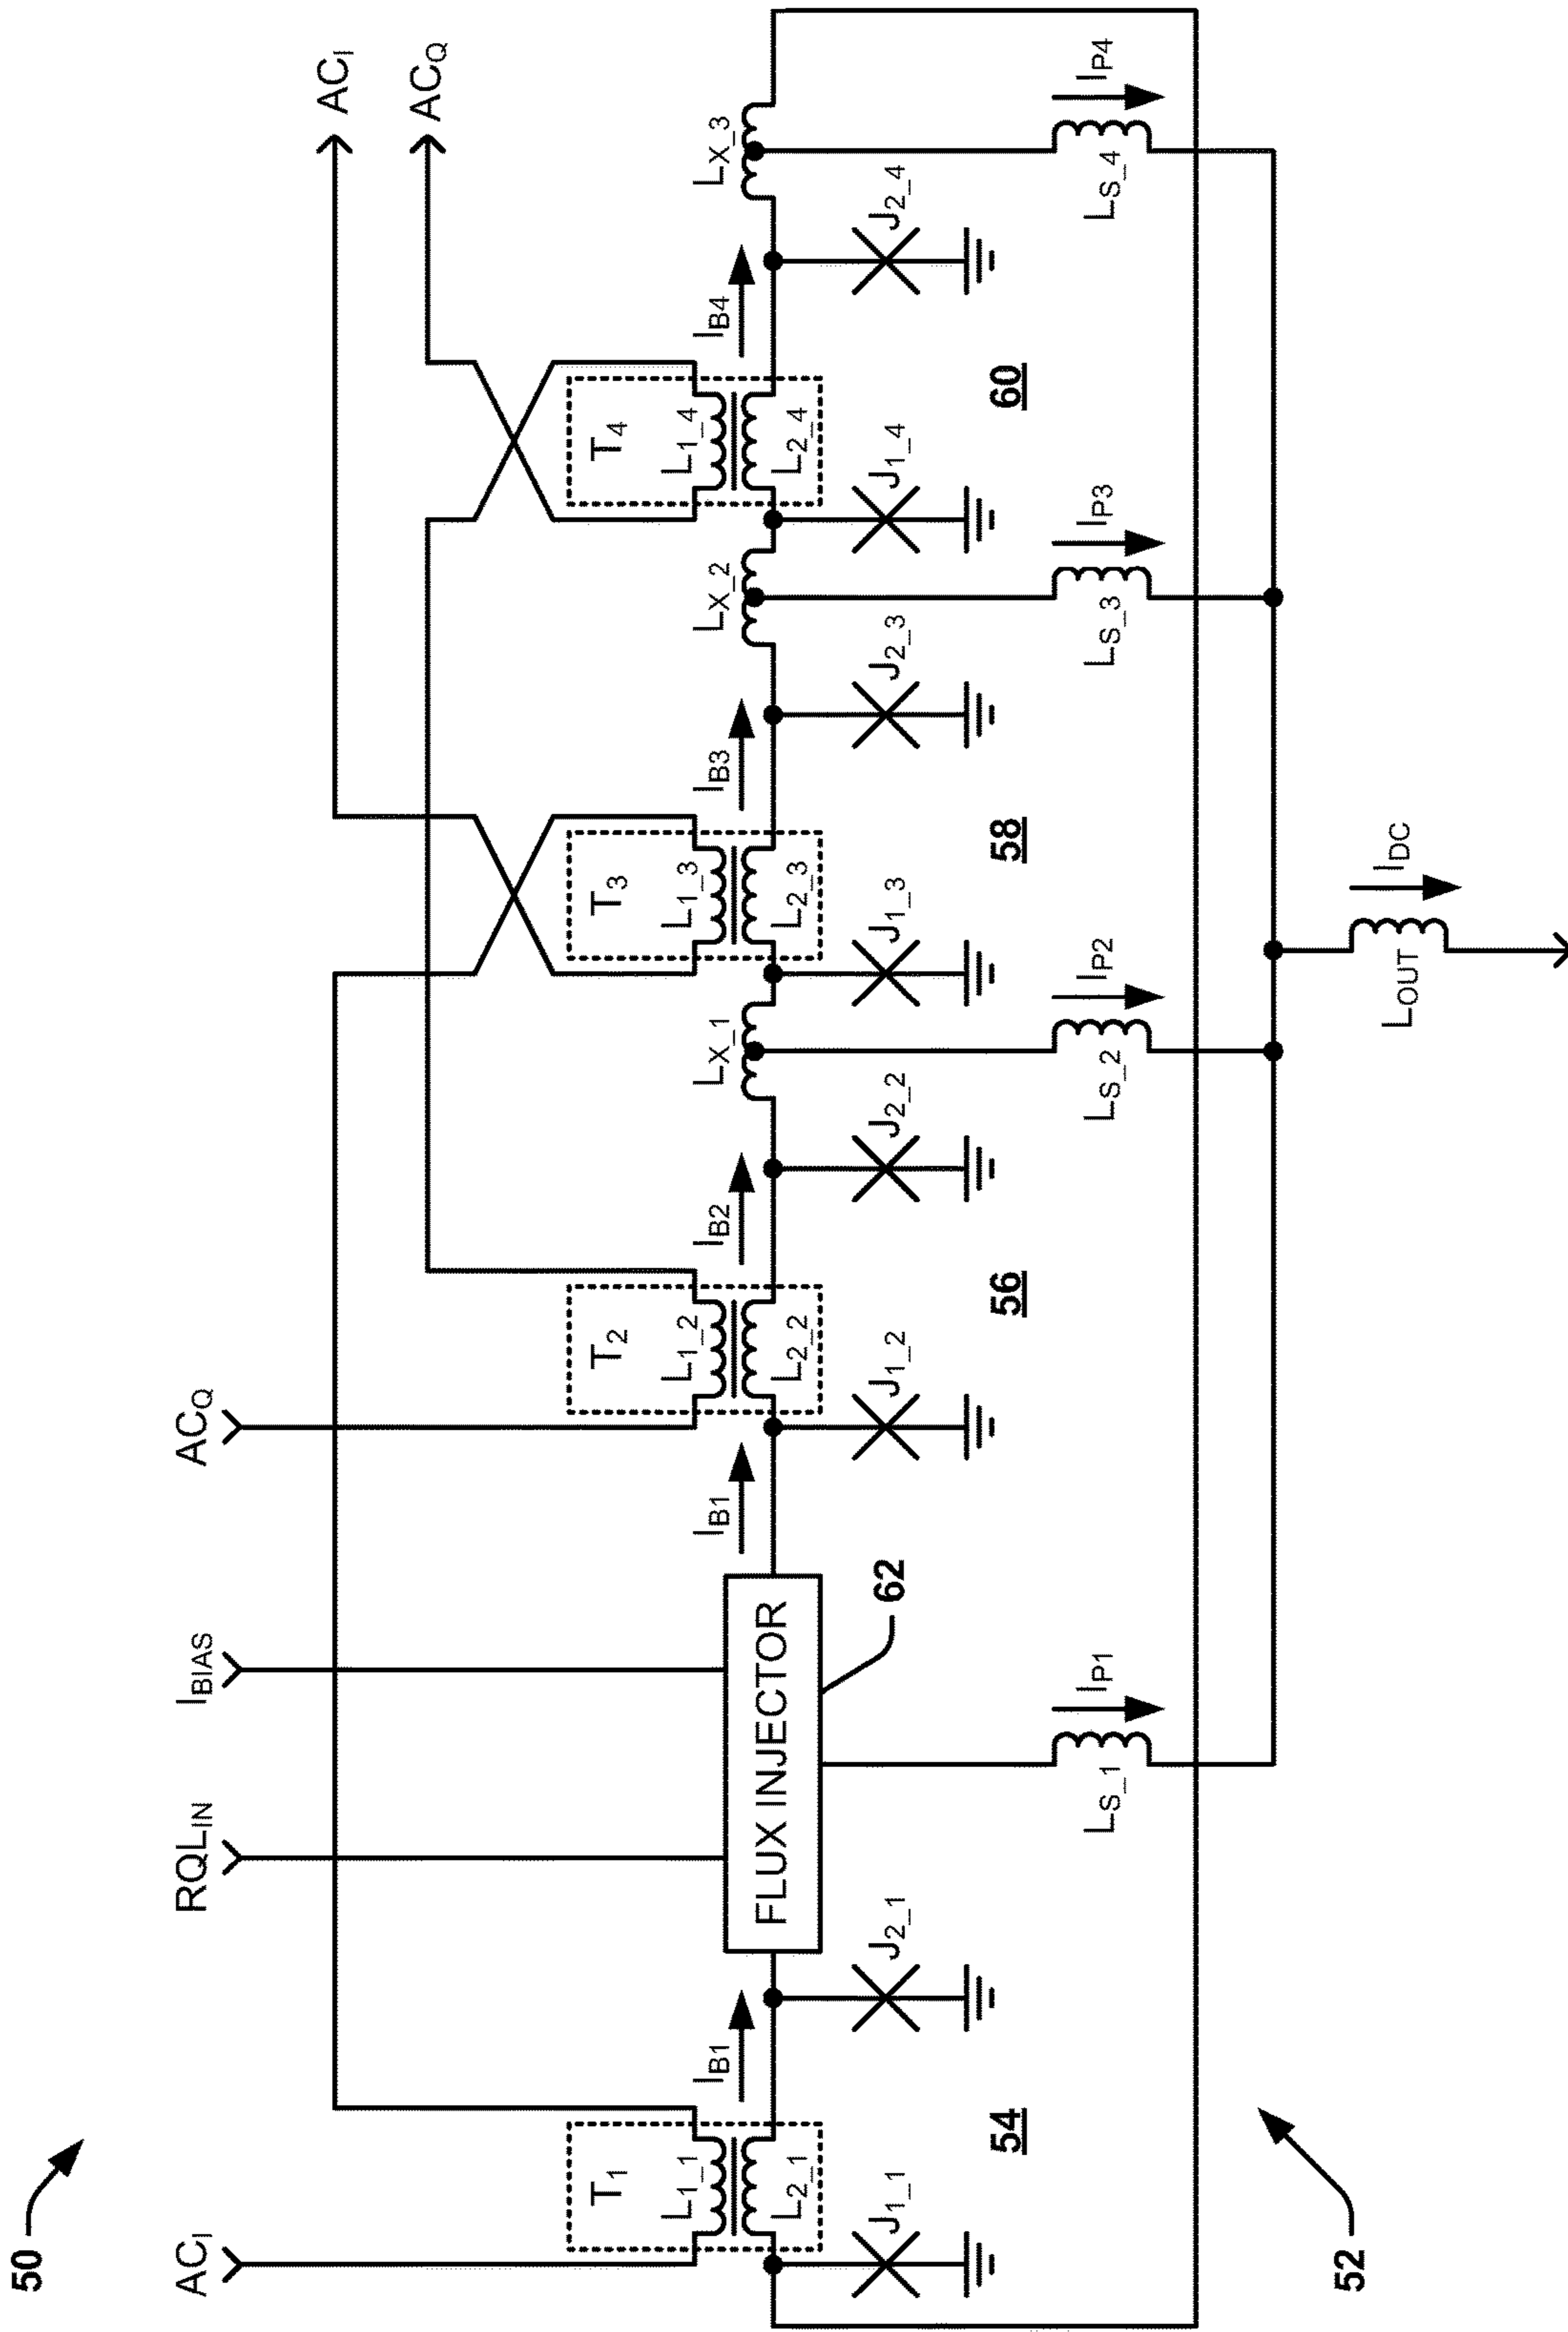 50
AC_I
RQL_IN
I_BIAS
AC_Q
AC_I
AC_Q
T_1
L_1_1
L_2_1
I_B1
FLUX INJECTOR
62
I_B1
T_2
L_1_2
L_2_2
I_B2
L_X_1
T_3
L_1_3
L_2_3
I_B3
L_X_2
T_4
L_1_4
L_2_4
I_B4
L_X_3
J_1_1
J_2_1
J_1_2
J_2_2
J_1_3
J_2_3
J_1_4
J_2_4
54
56
58
60
L_S_1
I_P1
L_S_2
I_P2
L_S_3
I_P3
L_S_4
I_P4
52
L_OUT
I_DC